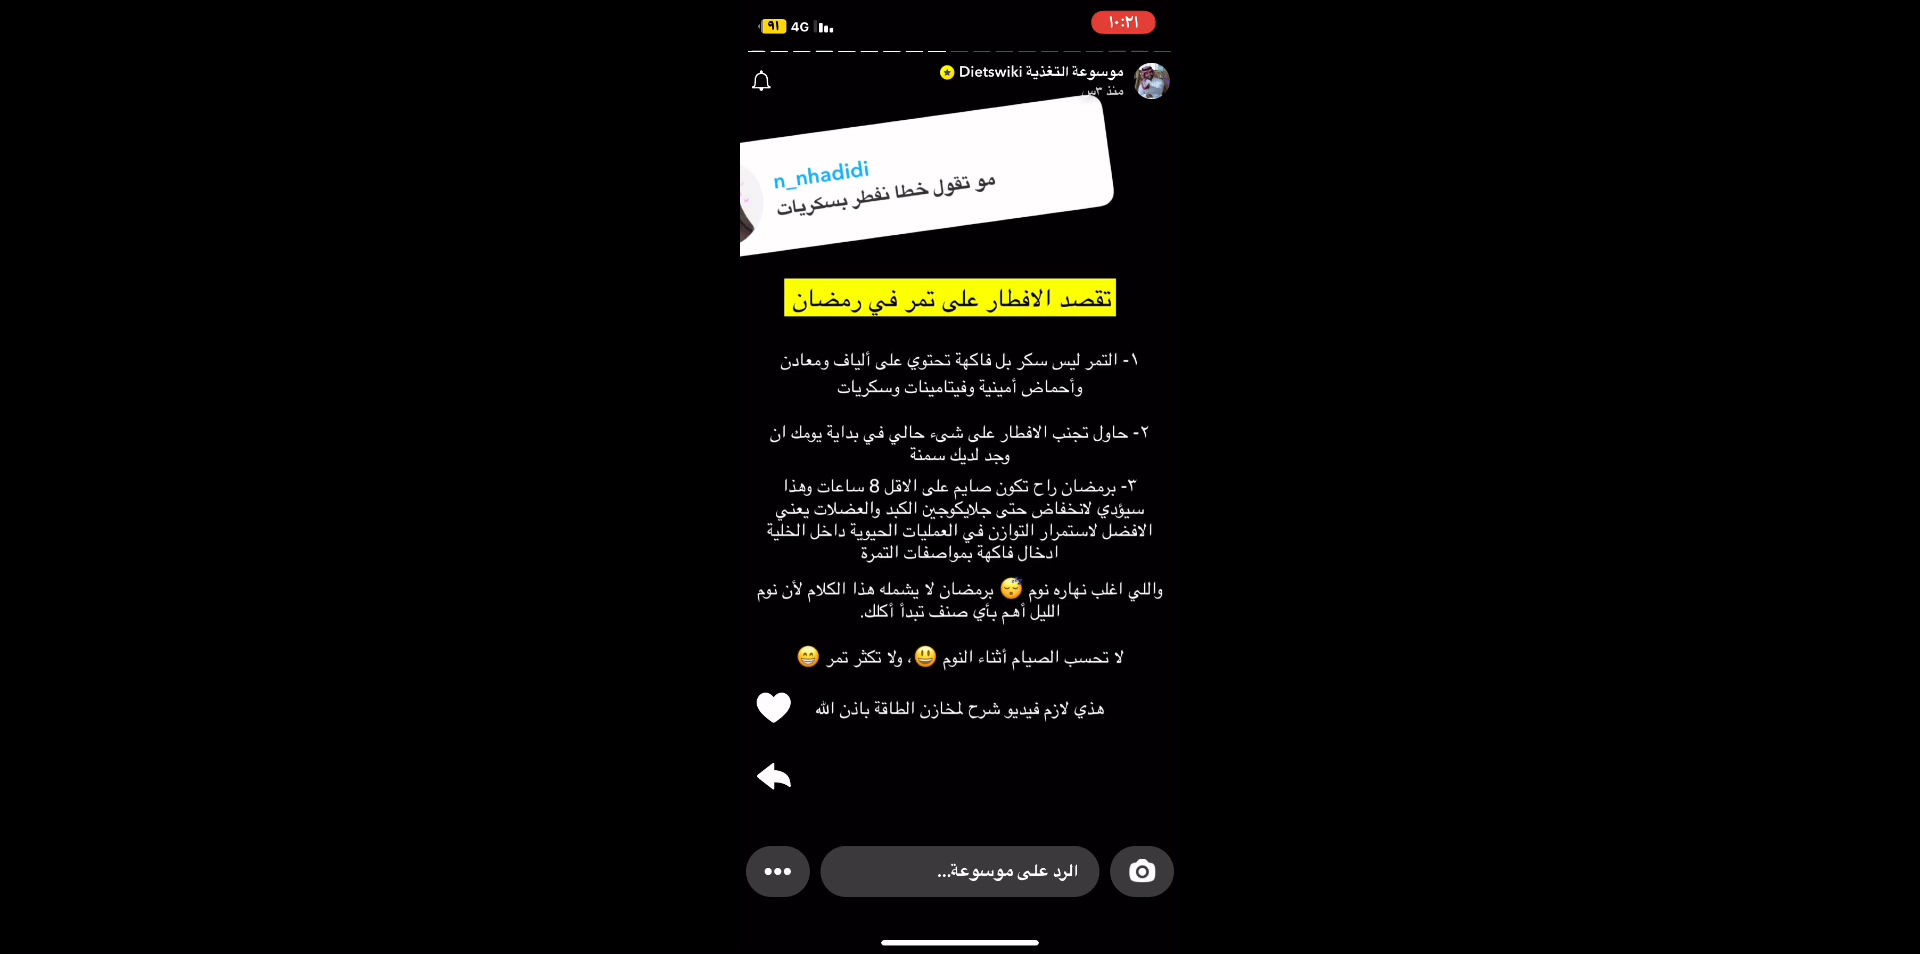 ١٠:٢١
4G ٩١
موسوعة التغذية Dietswiki
منذ ٣س
n_nhadidi
مو تقول خطا نفطر بسكريات
تقصد الافطار على تمر في رمضان
١- التمر ليس سكر بل فاكهة تحتوي على ألياف ومعادن
وأحماض أمينية وفيتامينات وسكريات
٢- حاول تجنب الافطار على شىء حالي في بداية يومك ان
وجد لديك سمنة
٣- برمضان راح تكون صايم على الاقل 8 ساعات وهذا
سيؤدي لانخفاض حتى جلايكوجين الكبد والعضلات يعني
الافضل لاستمرار التوازن في العمليات الحيوية داخل الخلية
ادخال فاكهة بمواصفات التمرة
واللي اغلب نهاره نوم 😴 برمضان لا يشمله هذا الكلام لأن نوم
الليل أهم بأي صنف تبدأ أكلك.
لا تحسب الصيام أثناء النوم 😃، ولا تكثر تمر 😁
هذي لازم فيديو شرح لمخازن الطاقة باذن الله
الرد على موسوعة...